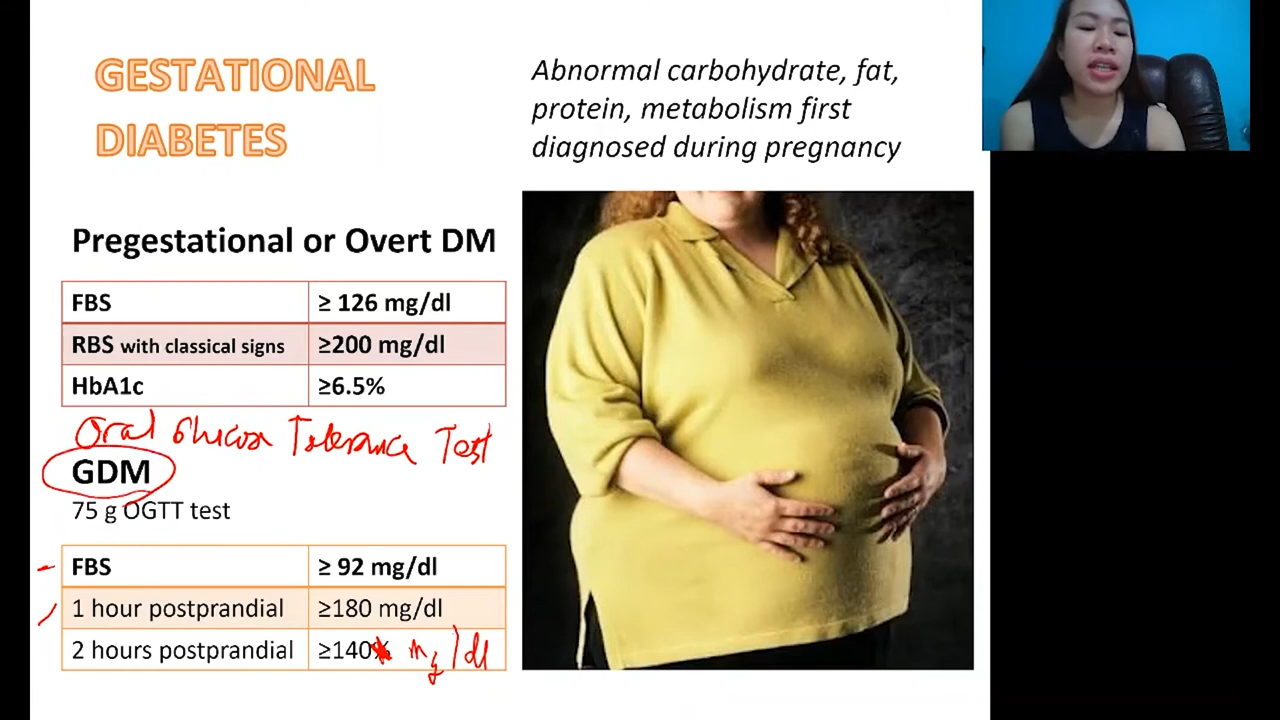 GESTATIONAL
DIABETES
Abnormal carbohydrate, fat,
protein, metabolism first
diagnosed during pregnancy
Pregestational or Overt DM
FBS ≥ 126 mg/dl
RBS with classical signs ≥200 mg/dl
HbA1c ≥6.5%
Oral Glucose Tolerance Test
GDM
75 g OGTT test
FBS ≥ 92 mg/dl
1 hour postprandial ≥180 mg/dl
2 hours postprandial ≥140 mg/dl